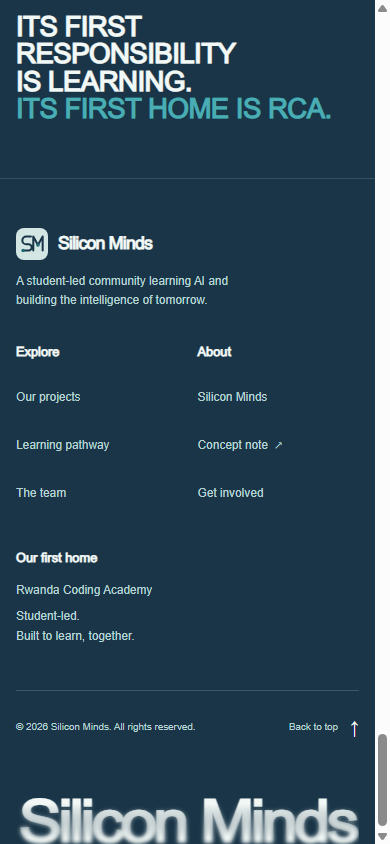 ITS FIRST
RESPONSIBILITY
IS LEARNING.
ITS FIRST HOME IS RCA.
SM Silicon Minds
A student-led community learning AI and
building the intelligence of tomorrow.
Explore
About
Our projects
Silicon Minds
Learning pathway
Concept note ↗
The team
Get involved
Our first home
Rwanda Coding Academy
Student-led.
Built to learn, together.
© 2026 Silicon Minds. All rights reserved.
Back to top ↑
Silicon Minds